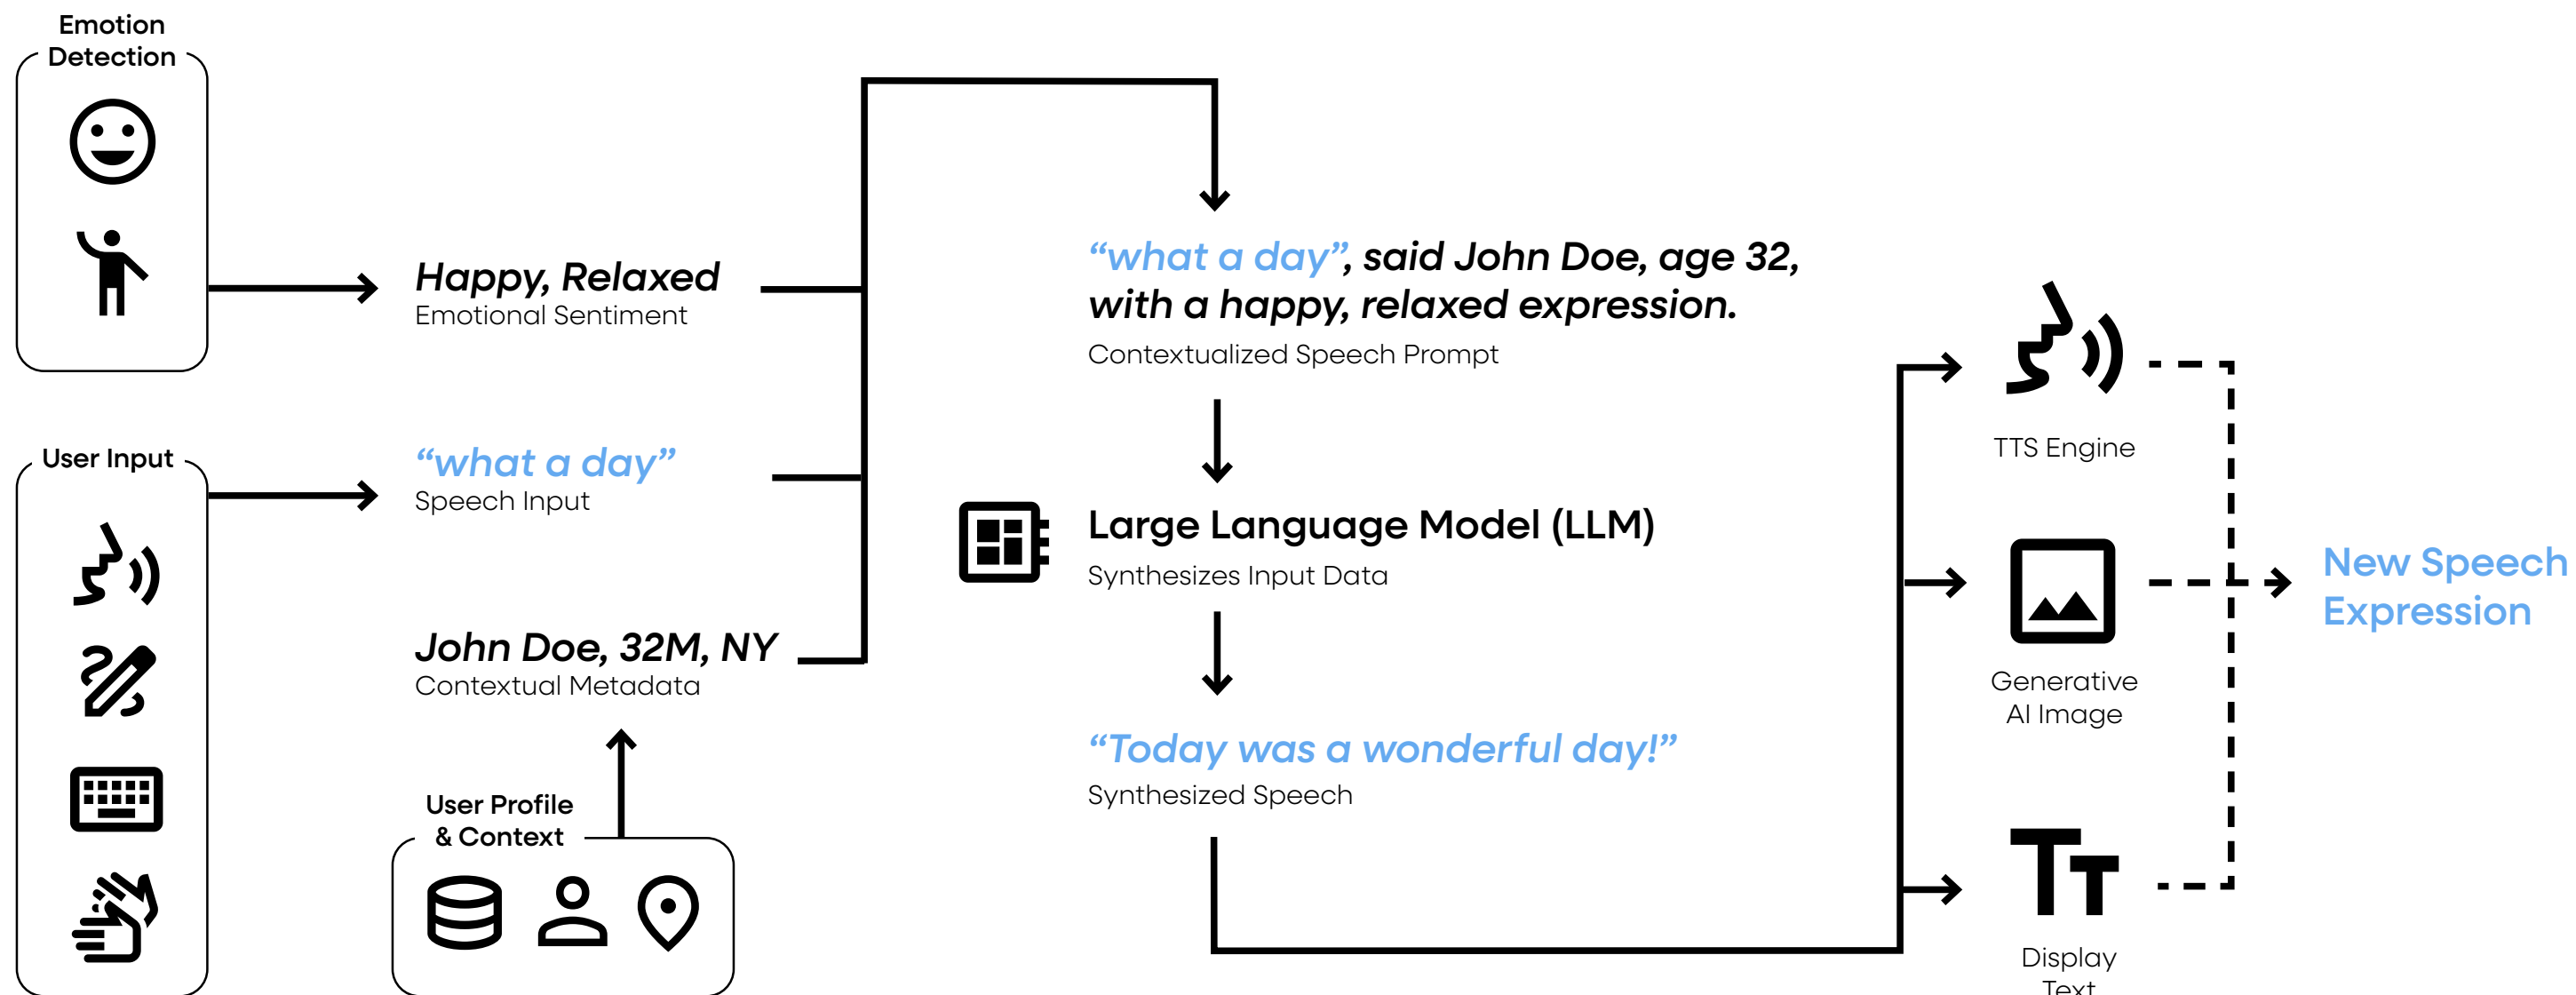 Emotion
Detection
Happy, Relaxed
Emotional Sentiment
User Input
“what a day”
Speech Input
John Doe, 32M, NY
Contextual Metadata
User Profile
& Context
“what a day”, said John Doe, age 32,
with a happy, relaxed expression.
Contextualized Speech Prompt
Large Language Model (LLM)
Synthesizes Input Data
“Today was a wonderful day!”
Synthesized Speech
TTS Engine
Generative
AI Image
Display
Text
New Speech
Expression